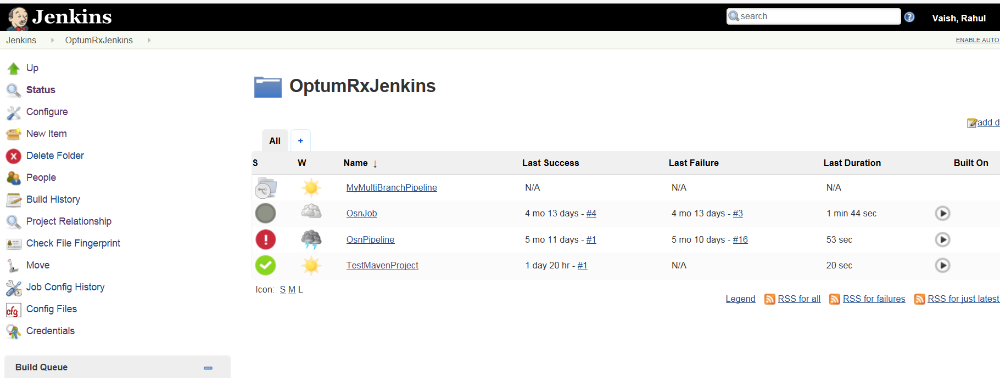 Jenkins
search
Vaish, Rahul
Jenkins OptumRxJenkins
ENABLE AUTO
Up
Status
Configure
New Item
Delete Folder
People
Build History
Project Relationship
Check File Fingerprint
Move
Job Config History
cfg Config Files
Credentials
Build Queue
OptumRxJenkins
add d
All +
S W Name ↓ Last Success Last Failure Last Duration Built On
MyMultiBranchPipeline N/A N/A N/A
OsnJob 4 mo 13 days - #4 4 mo 13 days - #3 1 min 44 sec
OsnPipeline 5 mo 11 days - #1 5 mo 10 days - #16 53 sec
TestMavenProject 1 day 20 hr - #1 N/A 20 sec
Icon: S M L
Legend RSS for all RSS for failures RSS for just latest